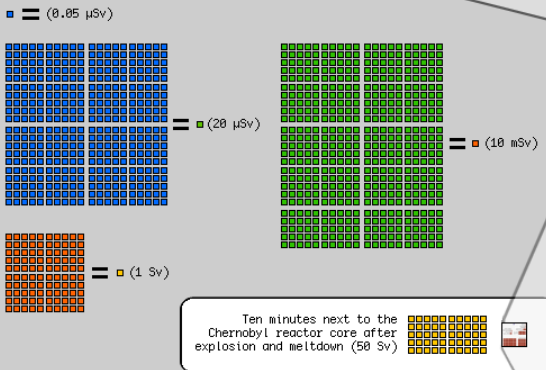 = (0.05 µSv)
= (20 µSv)
= (10 mSv)
= (1 Sv)
Ten minutes next to the
Chernobyl reactor core after
explosion and meltdown (50 Sv)